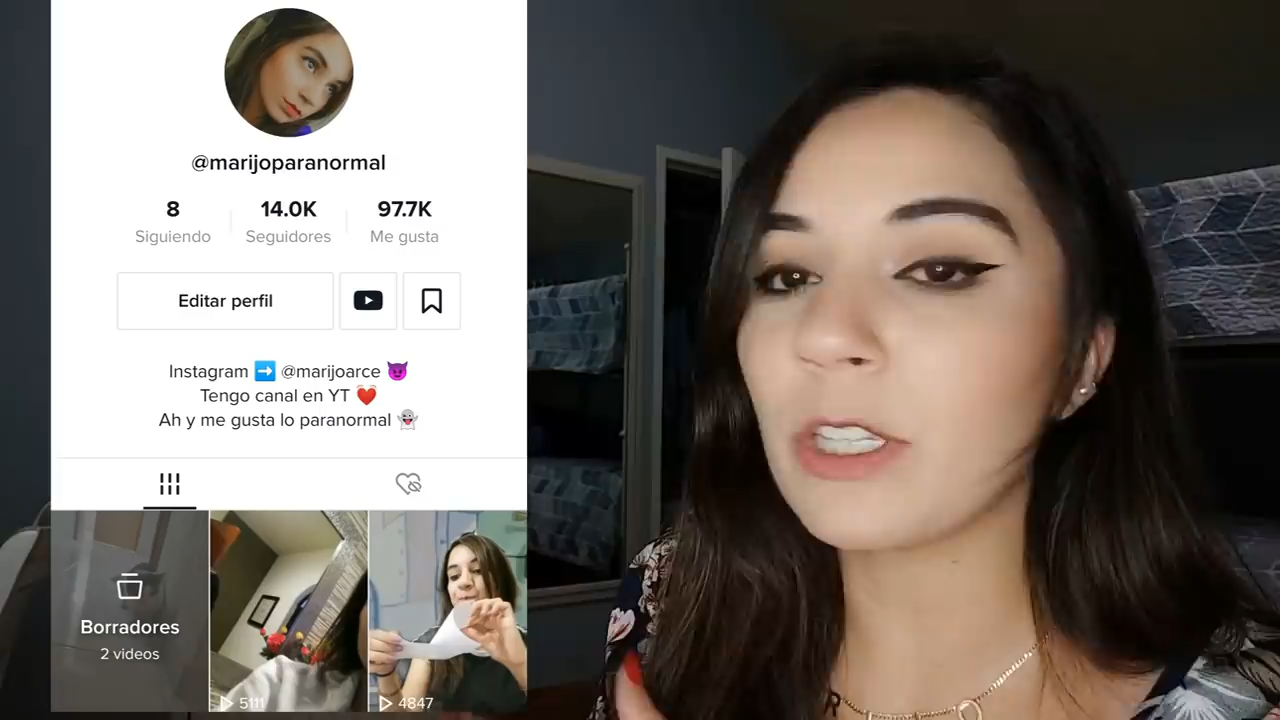 @marijoparanormal
8 14.0K 97.7K
Siguiendo Seguidores Me gusta
Editar perfil
Instagram ➡️ @marijoarce 😈
Tengo canal en YT ❤️
Ah y me gusta lo paranormal 👻
Borradores
2 videos
5111 4847